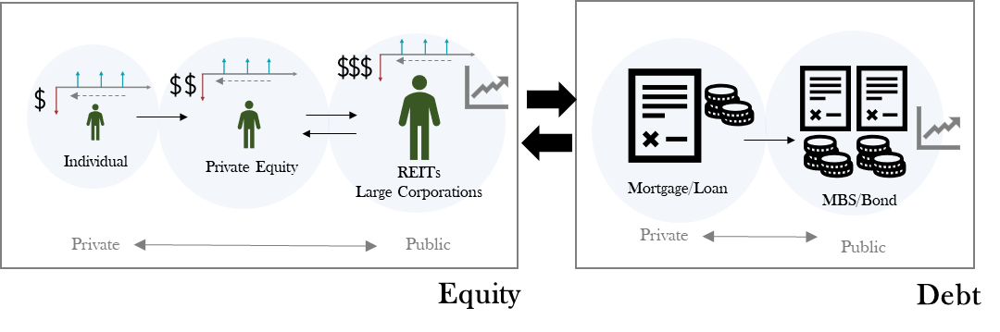 $
$$
$$$
Individual
Private Equity
REITs
Large Corporations
Private
Public
Equity
Mortgage/Loan
MBS/Bond
Private
Public
Debt